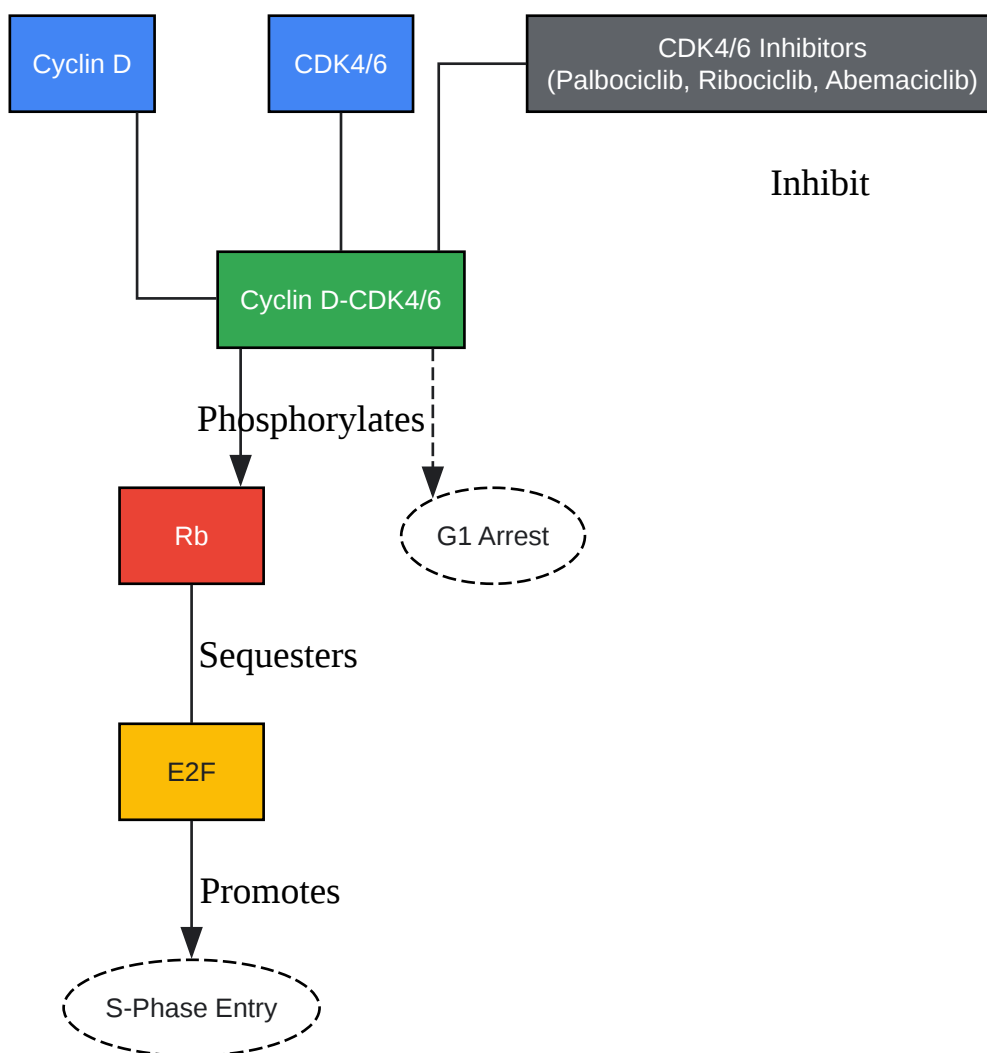 Cyclin D
CDK4/6
CDK4/6 Inhibitors
(Palbociclib, Ribociclib, Abemaciclib)
Inhibit
Cyclin D-CDK4/6
Phosphorylates
Rb
G1 Arrest
Sequesters
E2F
Promotes
S-Phase Entry